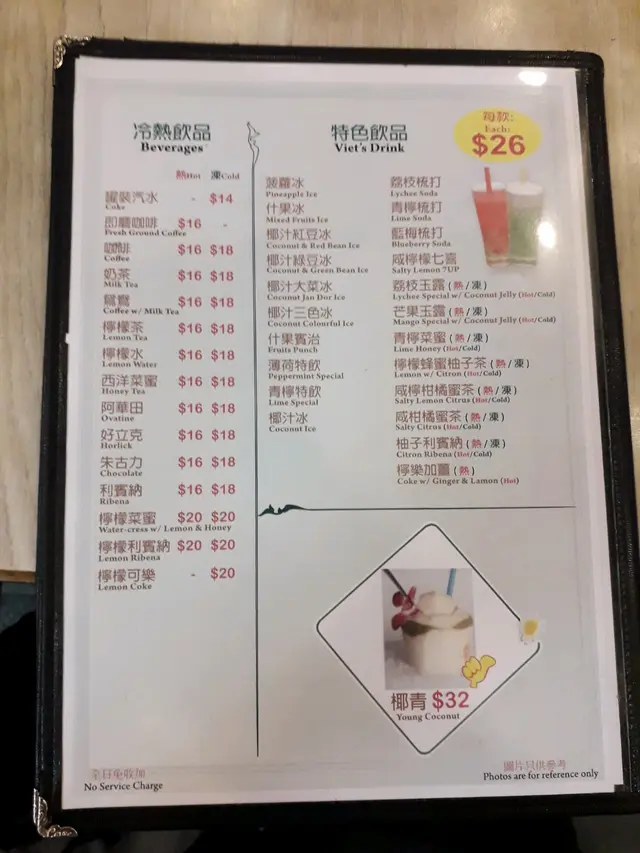 冷熱飲品
Beverages
熱Hot 凍Cold
罐裝汽水 - $14
Coke
即磨咖啡 $16 -
Fresh Ground Coffee
咖啡 $16 $18
Coffee
奶茶 $16 $18
Milk Tea
鴛鴦 $16 $18
Coffee w/ Milk Tea
檸檬茶 $16 $18
Lemon Tea
檸檬水 $16 $18
Lemon Water
西洋菜蜜 $16 $18
Honey Tea
阿華田 $16 $18
Ovatine
好立克 $16 $18
Horlick
朱古力 $16 $18
Chocolate
利賓納 $16 $18
Ribena
檸檬菜蜜 $20 $20
Water-cress w/ Lemon & Honey
檸檬利賓納 $20 $20
Lemon Ribena
檸檬可樂 - $20
Lemon Coke
特色飲品
Viet's Drink
每款:
Each:
$26
菠蘿冰
Pineapple Ice
什果冰
Mixed Fruits Ice
椰汁紅豆冰
Coconut & Red Bean Ice
椰汁綠豆冰
Coconut & Green Bean Ice
椰汁大菜冰
Coconut Jan Dor Ice
椰汁三色冰
Coconut Colourful Ice
什果賓治
Fruits Punch
薄荷特飲
Peppermint Special
青檸特飲
Lime Special
椰汁冰
Coconut Ice
荔枝梳打
Lychee Soda
青檸梳打
Lime Soda
藍梅梳打
Blueberry Soda
咸檸檬七喜
Salty Lemon 7UP
荔枝玉露 (熱/凍)
Lychee Special w/ Coconut Jelly (Hot/Cold)
芒果玉露 (熱/凍)
Mango Special w/ Coconut Jelly (Hot/Cold)
青檸菜蜜 (熱/凍)
Lime Honey (Hot/Cold)
檸檬蜂蜜柚子茶 (熱/凍)
Lemon w/ Citron (Hot/Cold)
咸檸柑橘蜜茶 (熱/凍)
Salty Lemon Citrus (Hot/Cold)
咸柑橘蜜茶 (熱/凍)
Salty Citrus (Hot/Cold)
柚子利賓納 (熱/凍)
Citron Ribena (Hot/Cold)
檸樂加薑 (熱)
Coke w/ Ginger & Lamon (Hot)
椰青 $32
Young Coconut
全日免收加一
No Service Charge
圖片只供參考
Photos are for reference only